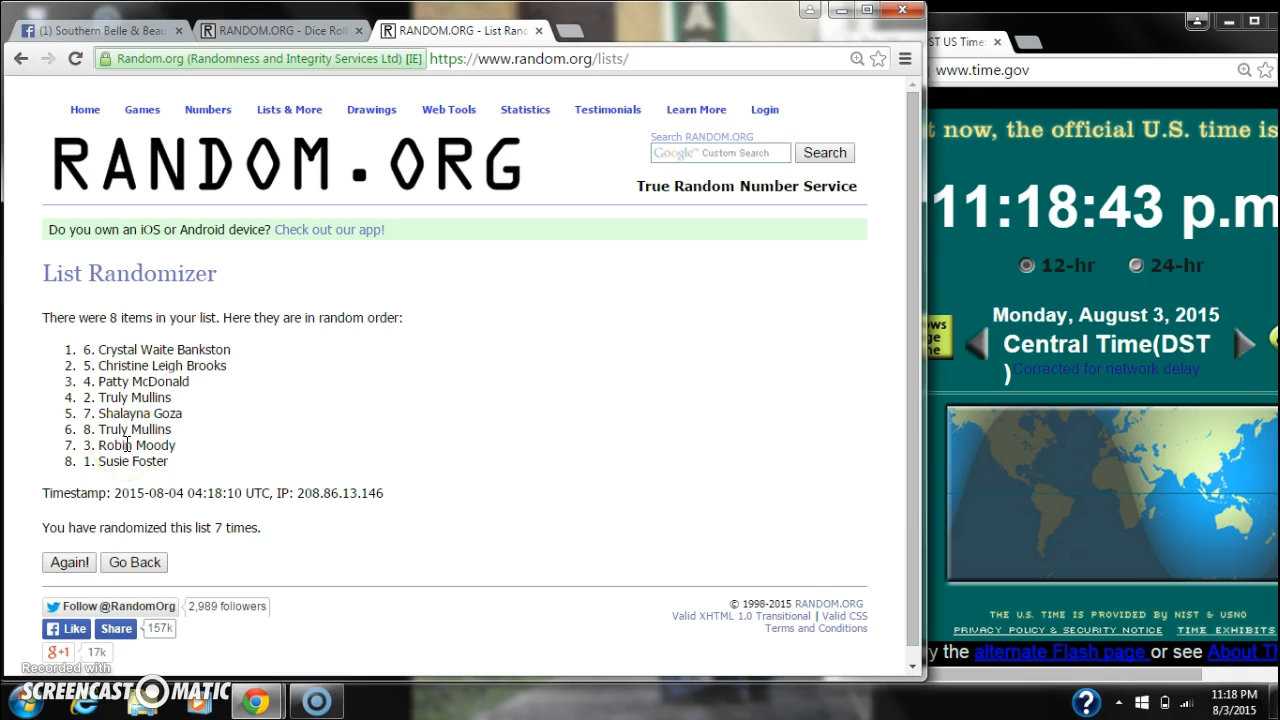 (1) Southern Belle & Beau
RANDOM.ORG - Dice Roll
RANDOM.ORG - List Ran
Random.org (Randomness and Integrity Services Ltd) [IE]
https://www.random.org/lists/
Home Games Numbers Lists & More Drawings Web Tools Statistics Testimonials Learn More Login
RANDOM.ORG
Search RANDOM.ORG
Google™ Custom Search
Search
True Random Number Service
Do you own an iOS or Android device? Check out our app!
List Randomizer
There were 8 items in your list. Here they are in random order:
1. 6. Crystal Waite Bankston
2. 5. Christine Leigh Brooks
3. 4. Patty McDonald
4. 2. Truly Mullins
5. 7. Shalayna Goza
6. 8. Truly Mullins
7. 3. Robin Moody
8. 1. Susie Foster
Timestamp: 2015-08-04 04:18:10 UTC, IP: 208.86.13.146
You have randomized this list 7 times.
Again! Go Back
Follow @RandomOrg 2,989 followers
Like Share 157k
+1 17k
© 1998-2015 RANDOM.ORG
Valid XHTML 1.0 Transitional | Valid CSS
Terms and Conditions
Recorded with
SCREENCAST MATIC
ST US Time
www.time.gov
t now, the official U.S. time is
11:18:43 p.m
12-hr 24-hr
Monday, August 3, 2015
Central Time(DST
)Corrected for network delay
ws
ge
me
THE U.S. TIME IS PROVIDED BY NIST & USNO
PRIVACY POLICY & SECURITY NOTICE TIME EXHIBITS
y the alternate Flash page or see About T
11:18 PM
8/3/2015